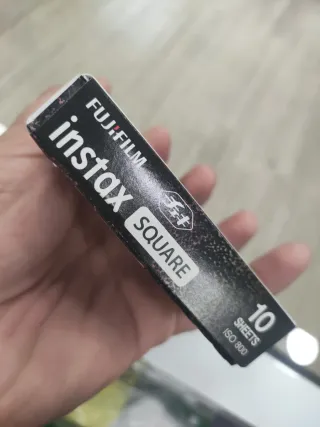 FUJIFILM
instax
SQUARE
10
SHEETS
ISO 800